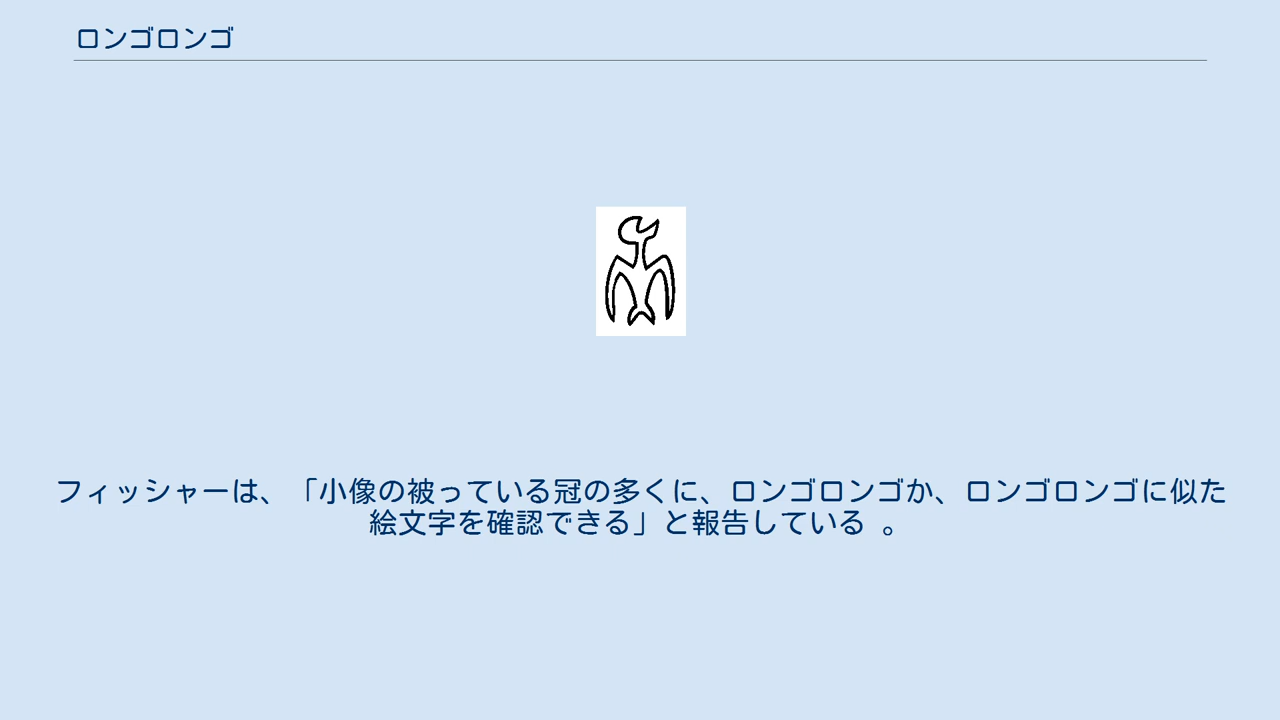 ロンゴロンゴ
フィッシャーは、「小像の被っている冠の多くに、ロンゴロンゴか、ロンゴロンゴに似た
絵文字を確認できる」と報告している 。